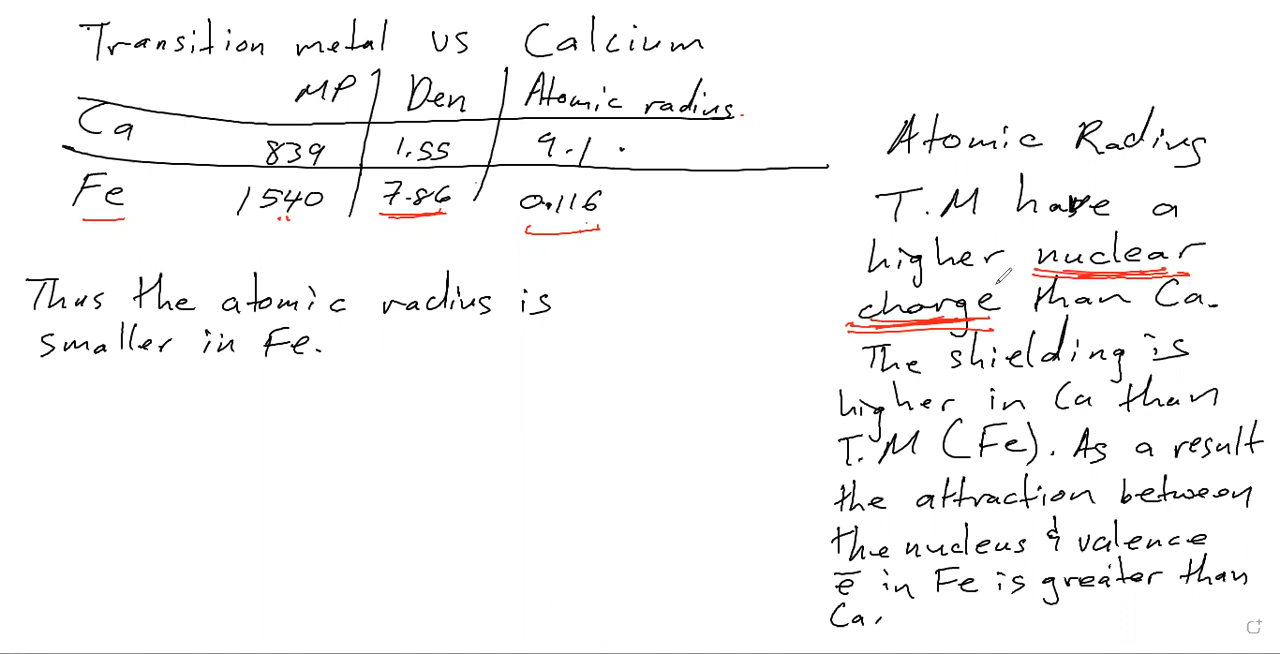 Transition metal vs Calcium
MP Den Atomic radius.
Ca 839 1.55 9.1.
Fe 1540 7.86 0.116
Thus the atomic radius is
smaller in Fe.
Atomic Radius
T.M have a
higher nuclear
charge than Ca.
The shielding is
higher in Ca than
T.M (Fe). As a result
the attraction between
the nucleus & valence
e̅ in Fe is greater than
Ca.